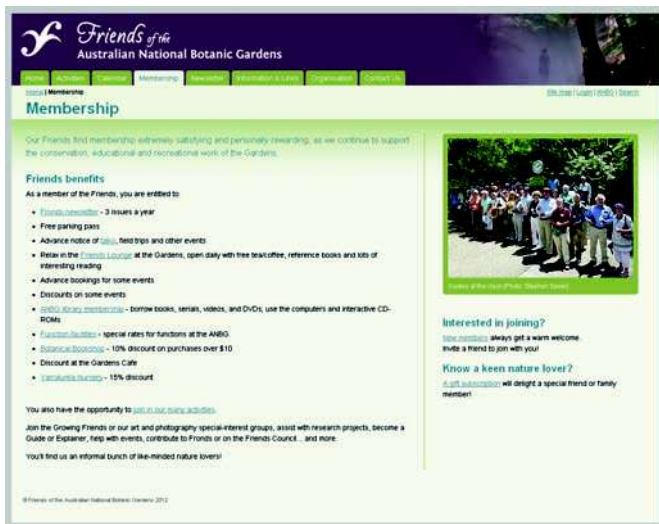 Friends of the
Australian National Botanic Gardens
Home Activities Calendar Membership Newsletter Information & Links Organisation Contact Us
Home | Membership
Site map | Login | ANBG | Search
Membership
Our Friends find membership extremely satisfying and personally rewarding, as we continue to support
the conservation, educational and recreational work of the Gardens.
Friends benefits
As a member of the Friends, you are entitled to
• Friends newsletter - 3 issues a year
• Free parking pass
• Advance notice of talks, field trips and other events
• Relax in the Friends Lounge at the Gardens, open daily with free tea/coffee, reference books and lots of
interesting reading
• Advance bookings for some events
• Discounts on some events
• ANBG library membership - borrow books, serials, videos, and DVDs; use the computers and interactive CD-
ROMs
• Function facilities - special rates for functions at the ANBG.
• Botanical Bookshop - 10% discount on purchases over $10
• Discount at the Gardens Cafe
• Yarralumla Nursery - 15% discount
You also have the opportunity to join in our many activities.
Join the Growing Friends or our art and photography special-interest groups, assist with research projects, become a
Guide or Explainer, help with events, contribute to Fronds or on the Friends Council... and more.
You'll find us an informal bunch of like-minded nature lovers!
© Friends of the Australian National Botanic Gardens 2012
Guides at the
Interested in joining?
New members always get a warm welcome.
Invite a friend to join with you!
Know a keen nature lover?
A gift subscription will delight a special friend or family
member!